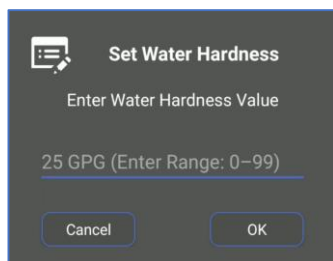 Set Water Hardness
Enter Water Hardness Value
25 GPG (Enter Range: 0–99)
Cancel OK